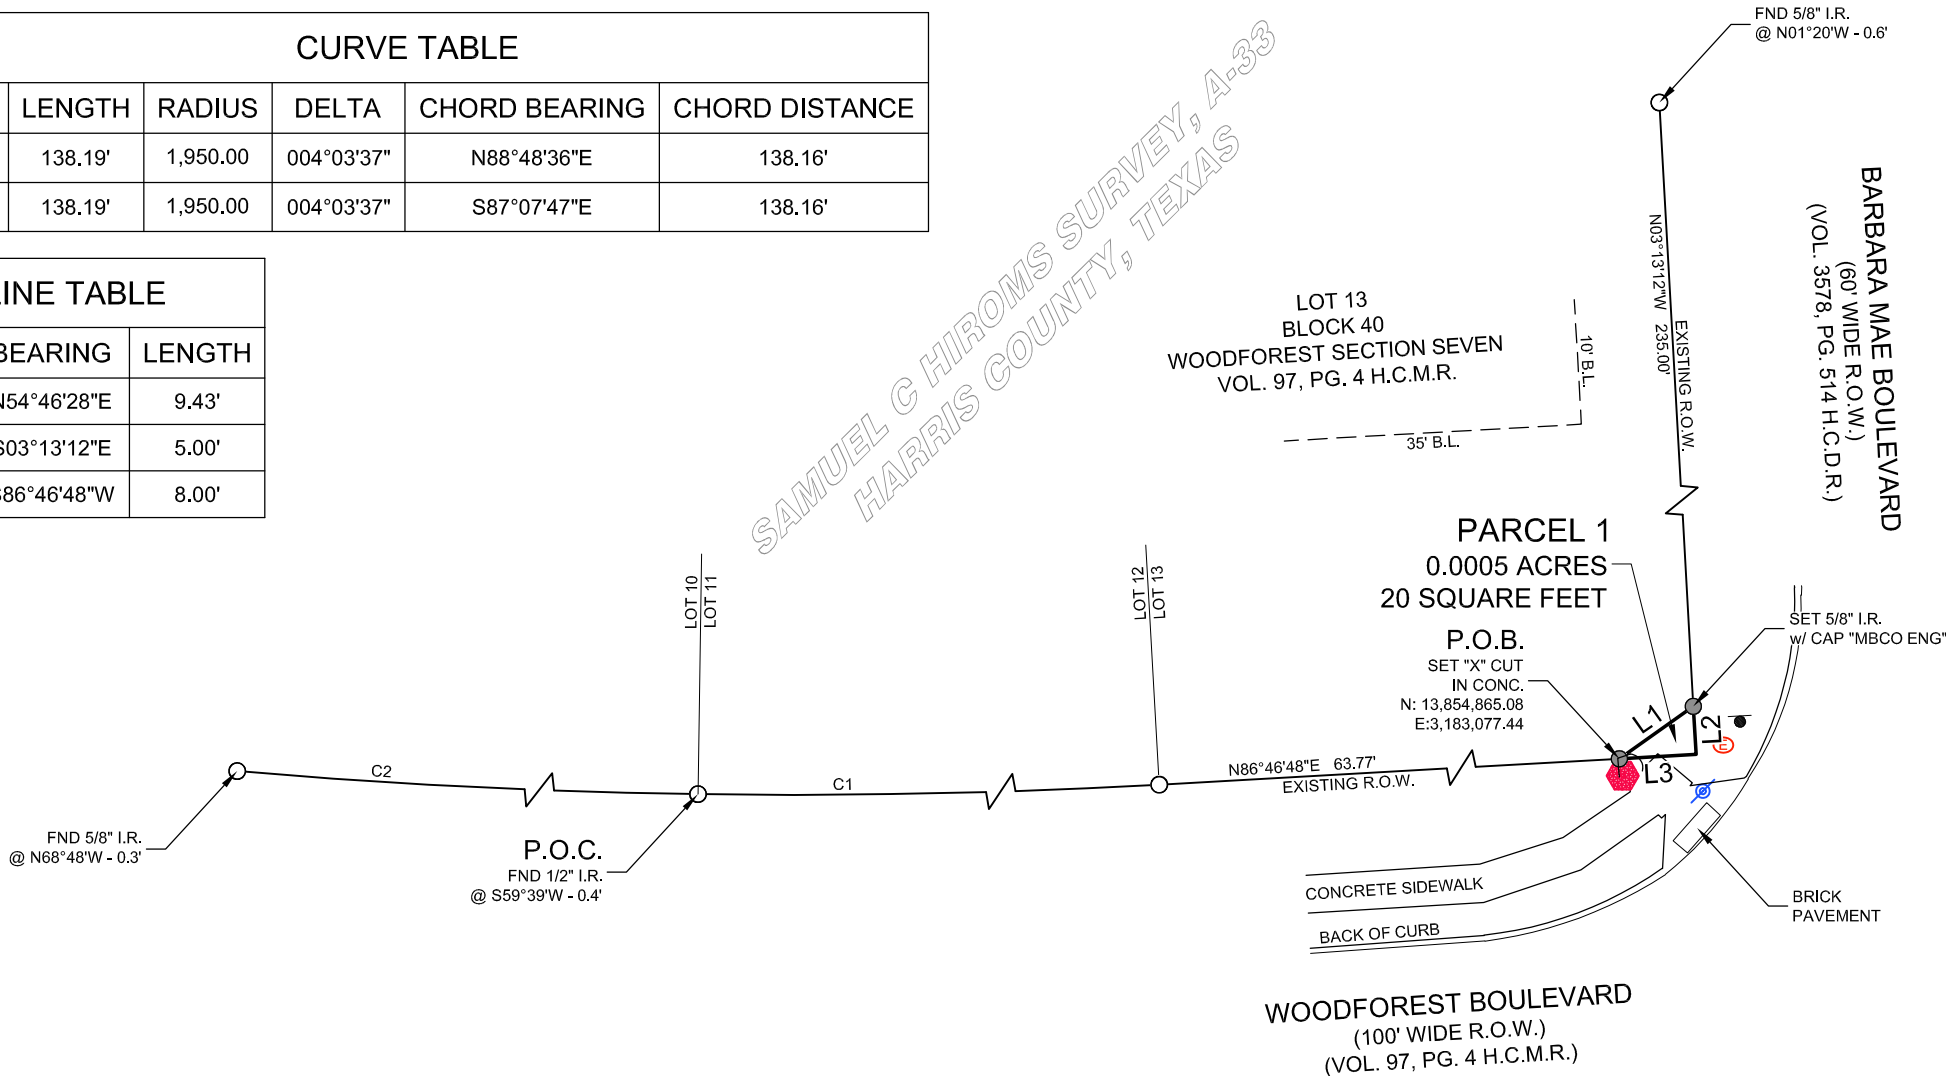 CURVE TABLE
LENGTH RADIUS DELTA CHORD BEARING CHORD DISTANCE
138.19' 1,950.00 004°03'37" N88°48'36"E 138.16'
138.19' 1,950.00 004°03'37" S87°07'47"E 138.16'
LINE TABLE
BEARING LENGTH
N54°46'28"E 9.43'
S03°13'12"E 5.00'
S86°46'48"W 8.00'
SAMUEL C HIROMS SURVEY, A-33
HARRIS COUNTY, TEXAS
FND 5/8" I.R.
@ N01°20'W - 0.6'
BARBARA MAE BOULEVARD
(60' WIDE R.O.W.)
(VOL. 3578, PG. 514 H.C.D.R.)
N03°13'12"W 235.00'
EXISTING R.O.W.
LOT 13
BLOCK 40
WOODFOREST SECTION SEVEN
VOL. 97, PG. 4 H.C.M.R.
10' B.L.
35' B.L.
PARCEL 1
0.0005 ACRES
20 SQUARE FEET
P.O.B.
SET "X" CUT
IN CONC.
N: 13,854,865.08
E:3,183,077.44
SET 5/8" I.R.
w/ CAP "MBCO ENG"
LOT 10
LOT 11
LOT 12
LOT 13
L1
L2
L3
E
C2
C1
N86°46'48"E 63.77'
EXISTING R.O.W.
FND 5/8" I.R.
@ N68°48'W - 0.3'
P.O.C.
FND 1/2" I.R.
@ S59°39'W - 0.4'
CONCRETE SIDEWALK
BACK OF CURB
BRICK
PAVEMENT
WOODFOREST BOULEVARD
(100' WIDE R.O.W.)
(VOL. 97, PG. 4 H.C.M.R.)